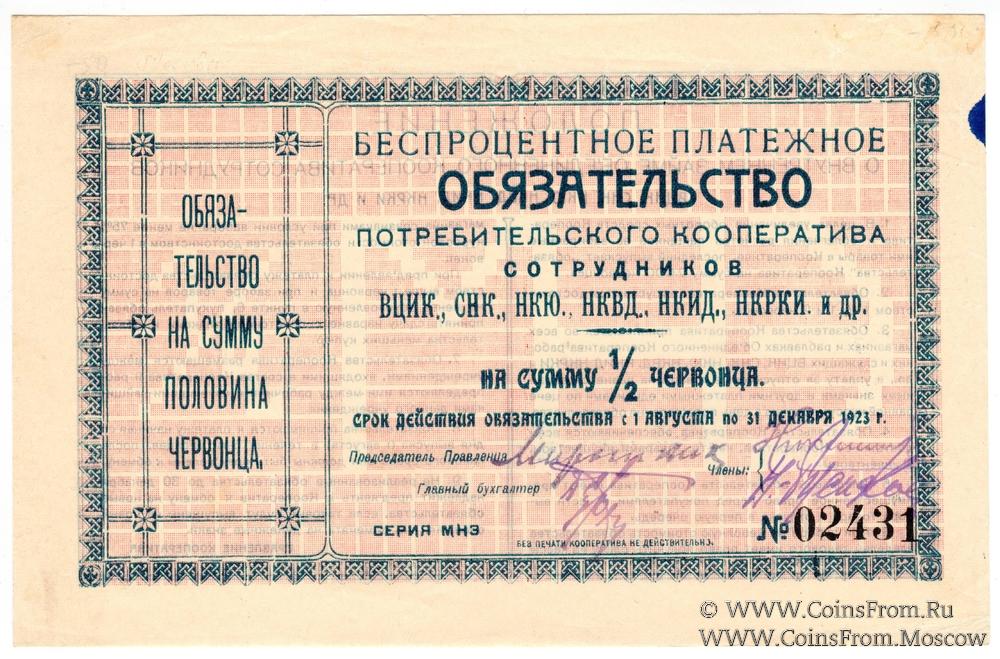 ОБЯЗА-
ТЕЛЬСТВО
НА СУММУ
ПОЛОВИНА
ЧЕРВОНЦА.
БЕСПРОЦЕНТНОЕ ПЛАТЕЖНОЕ
ОБЯЗАТЕЛЬСТВО
ПОТРЕБИТЕЛЬСКОГО КООПЕРАТИВА
СОТРУДНИКОВ
ВЦИК., СНК., НКЮ., НКВД., НКИД., НКРКИ. и др.
НА СУММУ 1/2 ЧЕРВОНЦА.
СРОК ДЕЙСТВИЯ ОБЯЗАТЕЛЬСТВА с 1 АВГУСТА по 31 ДЕКАБРЯ 1923 г.
Председатель Правления
Члены:
Главный бухгалтер
СЕРИЯ МНЗ
№ 02431
БЕЗ ПЕЧАТИ КООПЕРАТИВА НЕ ДЕЙСТВИТЕЛЬНО.
© WWW.CoinsFrom.Ru
WWW.CoinsFrom.Moscow